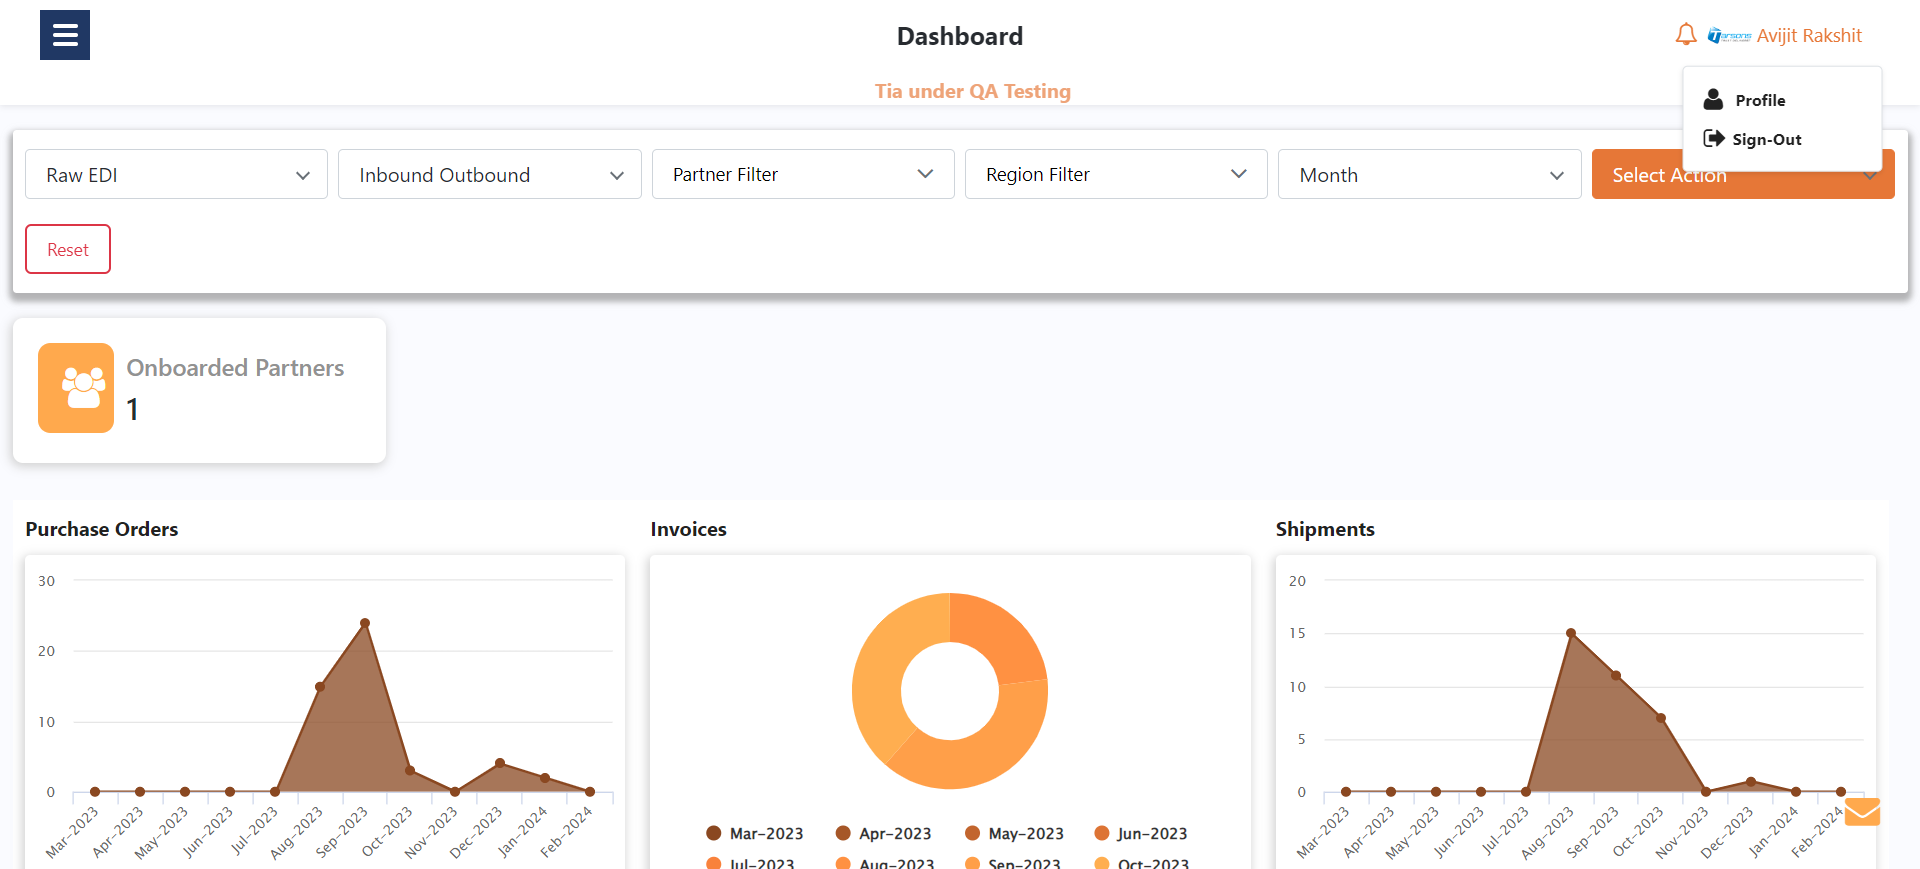 Dashboard
Tarsons
Avijit Rakshit
Tia under QA Testing
Profile
Sign-Out
Raw EDI
Inbound Outbound
Partner Filter
Region Filter
Month
Select Action
Reset
Onboarded Partners
1
Purchase Orders
30
20
10
0
Mar-2023
Apr-2023
May-2023
Jun-2023
Jul-2023
Aug-2023
Sep-2023
Oct-2023
Nov-2023
Dec-2023
Jan-2024
Feb-2024
Invoices
Mar-2023
Apr-2023
May-2023
Jun-2023
Jul-2023
Aug-2023
Sep-2023
Oct-2023
Shipments
20
15
10
5
0
Mar-2023
Apr-2023
May-2023
Jun-2023
Jul-2023
Aug-2023
Sep-2023
Oct-2023
Nov-2023
Dec-2023
Jan-2024
Feb-2024